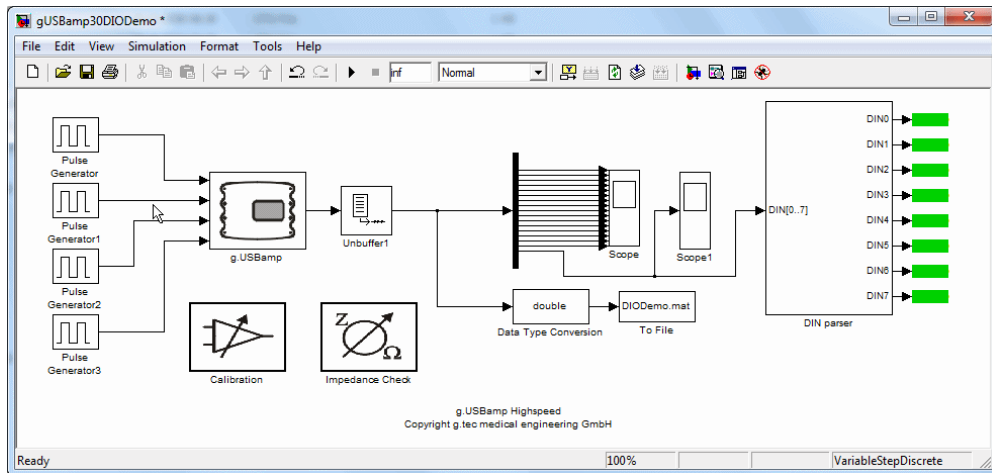 gUSBamp30DIODemo *
File Edit View Simulation Format Tools Help
inf Normal
Pulse
Generator
Pulse
Generator1
Pulse
Generator2
Pulse
Generator3
g.USBamp
Unbuffer1
Scope
Scope1
DIN[0..7]
DIN0
DIN1
DIN2
DIN3
DIN4
DIN5
DIN6
DIN7
DIN parser
double
Data Type Conversion
DIODemo.mat
To File
Calibration
Z
Ω
Impedance Check
g.USBamp Highspeed
Copyright g.tec medical engineering GmbH
Ready 100% VariableStepDiscrete